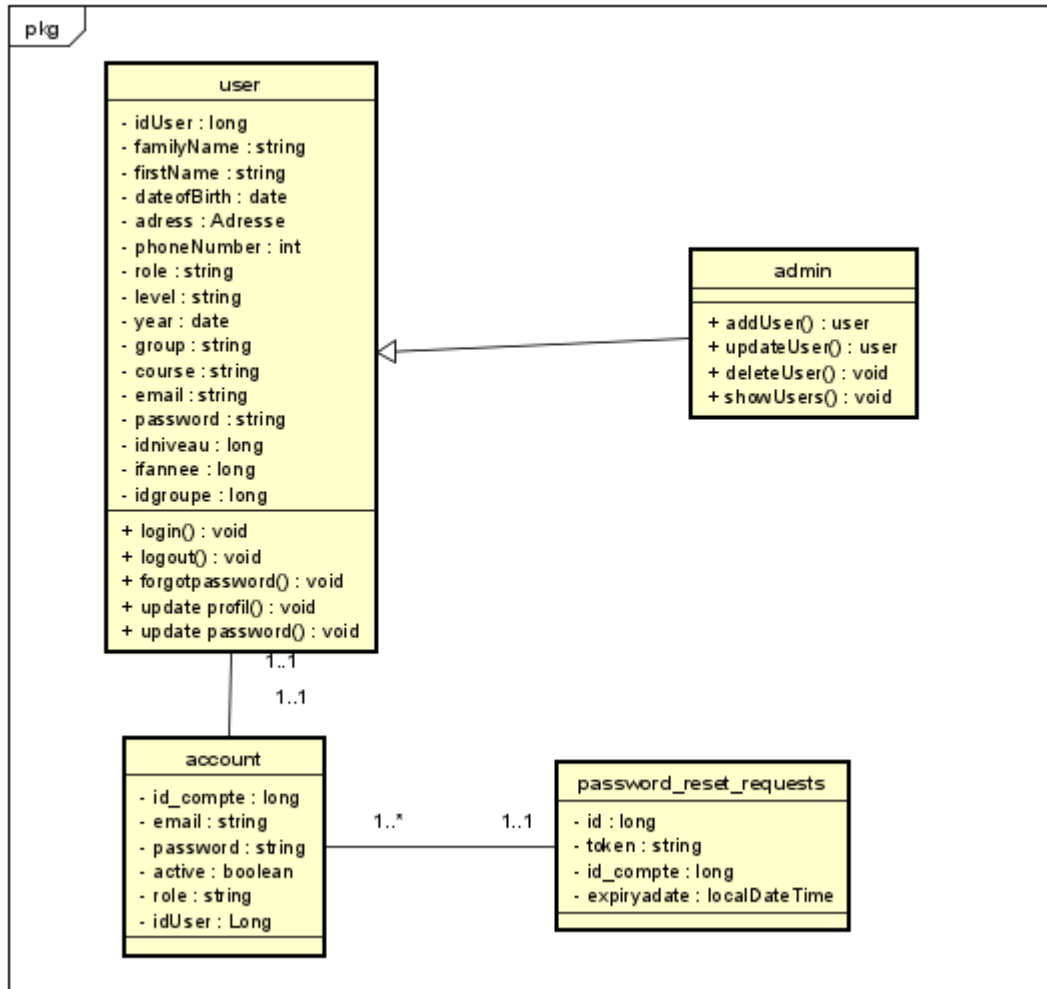 pkg
user
- idUser : long
- familyName : string
- firstName : string
- dateofBirth : date
- adress : Adresse
- phoneNumber : int
- role : string
- level : string
- year : date
- group : string
- course : string
- email : string
- password : string
- idniveau : long
- ifannee : long
- idgroupe : long
+ login() : void
+ logout() : void
+ forgotpassword() : void
+ update profil() : void
+ update password() : void
admin
+ addUser() : user
+ updateUser() : user
+ deleteUser() : void
+ showUsers() : void
1..1
1..1
account
- id_compte : long
- email : string
- password : string
- active : boolean
- role : string
- idUser : Long
1..*
1..1
password_reset_requests
- id : long
- token : string
- id_compte : long
- expiryadate : localDateTime